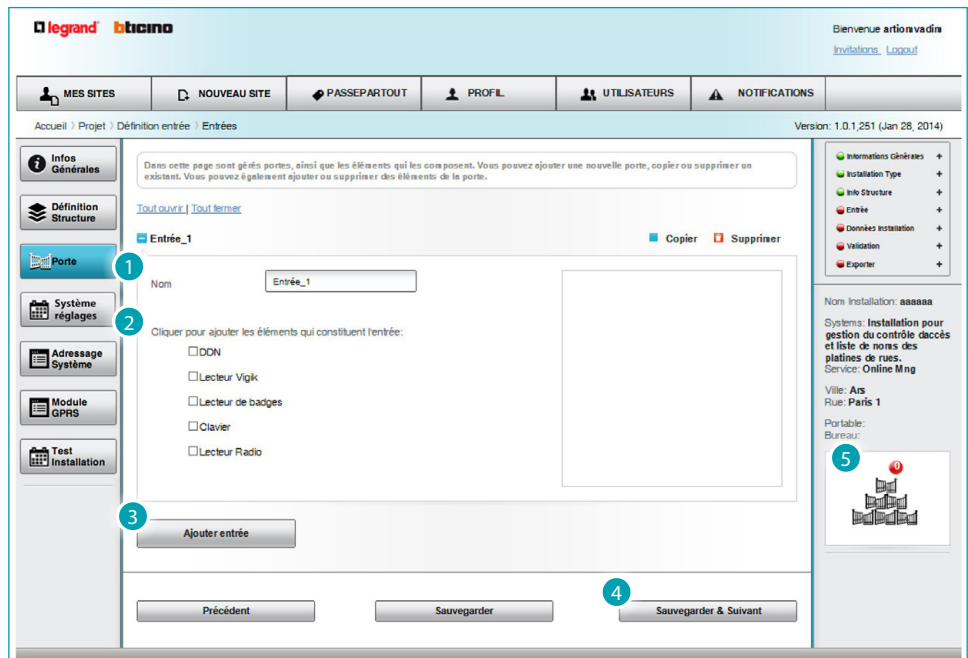 legrand bticino
Bienvenue artiom vadim
Invitations Logout
MES SITES NOUVEAU SITE PASSEPARTOUT PROFIL UTILISATEURS NOTIFICATIONS
Accueil > Projet > Définition entrée > Entrées
Version: 1.0.1,251 (Jan 28, 2014)
Infos
Générales
Définition
Structure
Porte
Système
réglages
Adressage
Système
Module
GPRS
Test
Installation
Dans cette page sont gérés portes, ainsi que les éléments qui les composent. Vous pouvez ajouter une nouvelle porte, copier ou supprimer un
existant. Vous pouvez également ajouter ou supprimer des éléments de la porte.
Tout ouvrir | Tout fermer
Entrée_1
Copier Supprimer
1
Nom Entrée_1
2
Cliquer pour ajouter les éléments qui constituent l'entrée:
DDN
Lecteur Vigik
Lecteur de badges
Clavier
Lecteur Radio
3
Ajouter entrée
4
Précédent Sauvegarder Sauvegarder & Suivant
Informations Générales +
Installation Type +
Info Structure +
Entrée +
Données Installation +
Validation +
Exporter +
Nom Installation: aaaaaa
Systems: Installation pour
gestion du contrôle daccès
et liste de noms des
platines de rues.
Service: Online Mng
Ville: Ars
Rue: Paris 1
Portable:
Bureau:
5
0